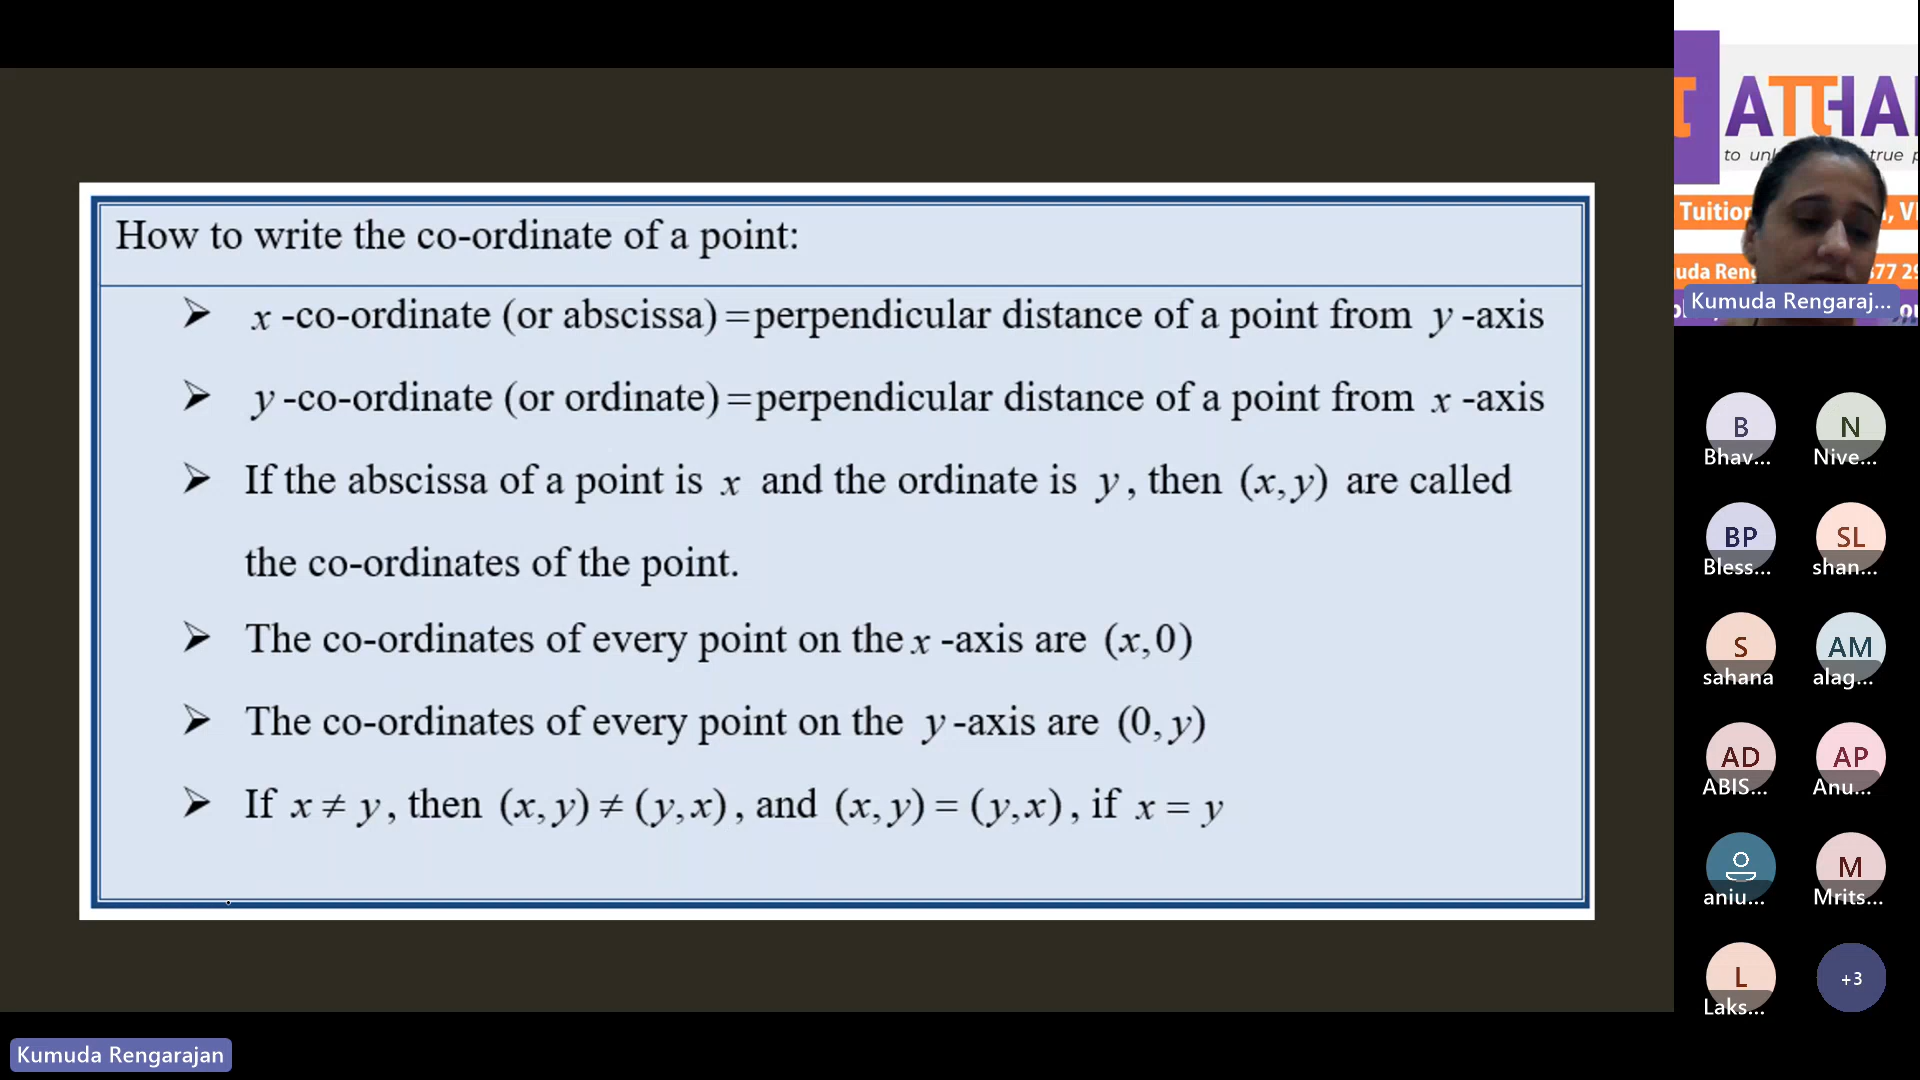 How to write the co-ordinate of a point:
➢ x -co-ordinate (or abscissa)=perpendicular distance of a point from y -axis
➢ y -co-ordinate (or ordinate)=perpendicular distance of a point from x -axis
➢ If the abscissa of a point is x and the ordinate is y, then (x, y) are called
the co-ordinates of the point.
➢ The co-ordinates of every point on the x -axis are (x,0)
➢ The co-ordinates of every point on the y -axis are (0, y)
➢ If x ≠ y, then (x, y) ≠ (y, x), and (x, y) = (y, x), if x = y
Kumuda Rengarajan
to true
Kumuda Rengaraj...
B N
Bhav... Nive...
BP SL
Bless... shan...
S AM
sahana alag...
AD AP
ABIS... Anu...
M
aniu... Mrits...
L +3
Laks...